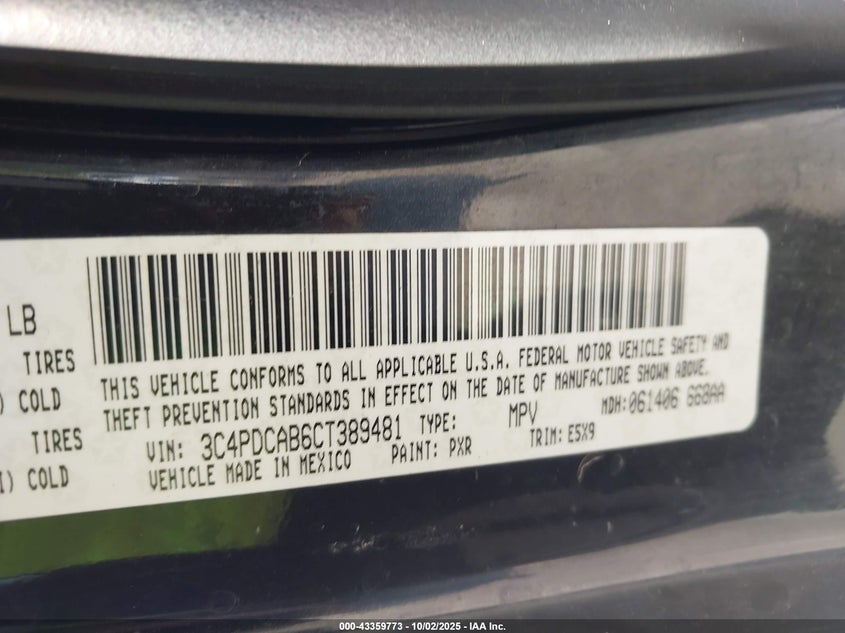 LB
TIRES
) COLD
TIRES
I) COLD
THIS VEHICLE CONFORMS TO ALL APPLICABLE U.S.A. FEDERAL MOTOR VEHICLE SAFETY AND
THEFT PREVENTION STANDARDS IN EFFECT ON THE DATE OF MANUFACTURE SHOWN ABOVE.
VIN: 3C4PDCAB6CT389481 TYPE: MPV MDH:061406 668AA
VEHICLE MADE IN MEXICO PAINT: PXR TRIM: E5X9
000-43359773 - 10/02/2025 - IAA Inc.